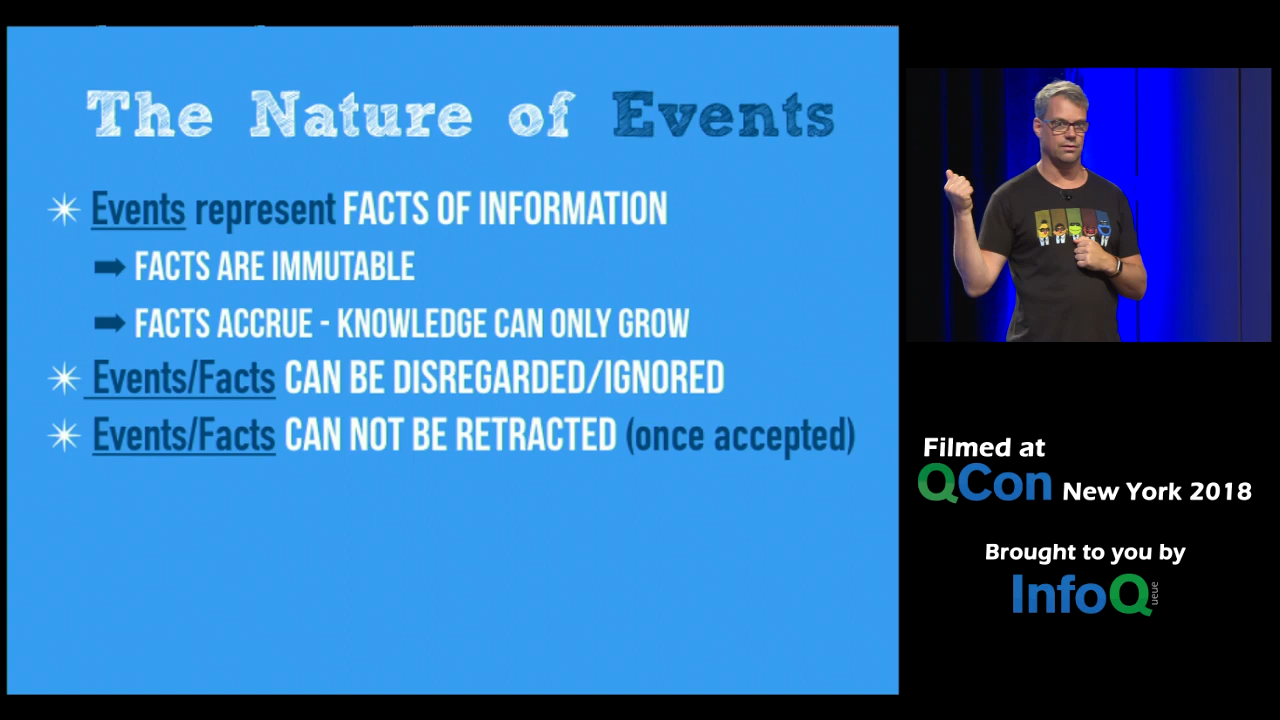 The Nature of Events
Events represent FACTS OF INFORMATION
➡ FACTS ARE IMMUTABLE
➡ FACTS ACCRUE - KNOWLEDGE CAN ONLY GROW
Events/Facts CAN BE DISREGARDED/IGNORED
Events/Facts CAN NOT BE RETRACTED (once accepted)
Filmed at
QCon New York 2018
Brought to you by
InfoQueue